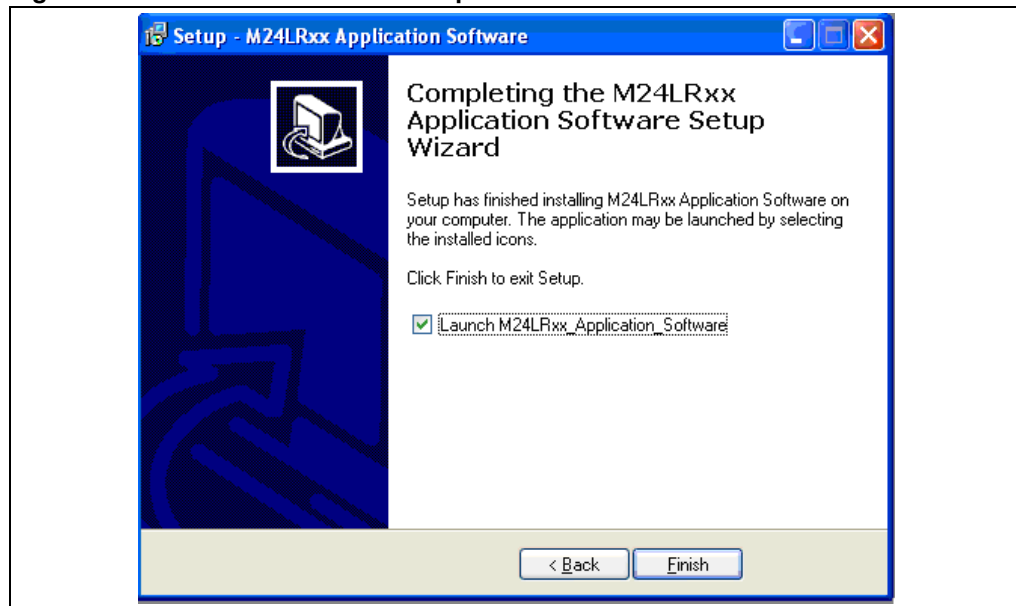 Setup - M24LRxx Application Software
Completing the M24LRxx
Application Software Setup
Wizard
Setup has finished installing M24LRxx Application Software on
your computer. The application may be launched by selecting
the installed icons.
Click Finish to exit Setup.
Launch M24LRxx_Application_Software
< Back
Finish